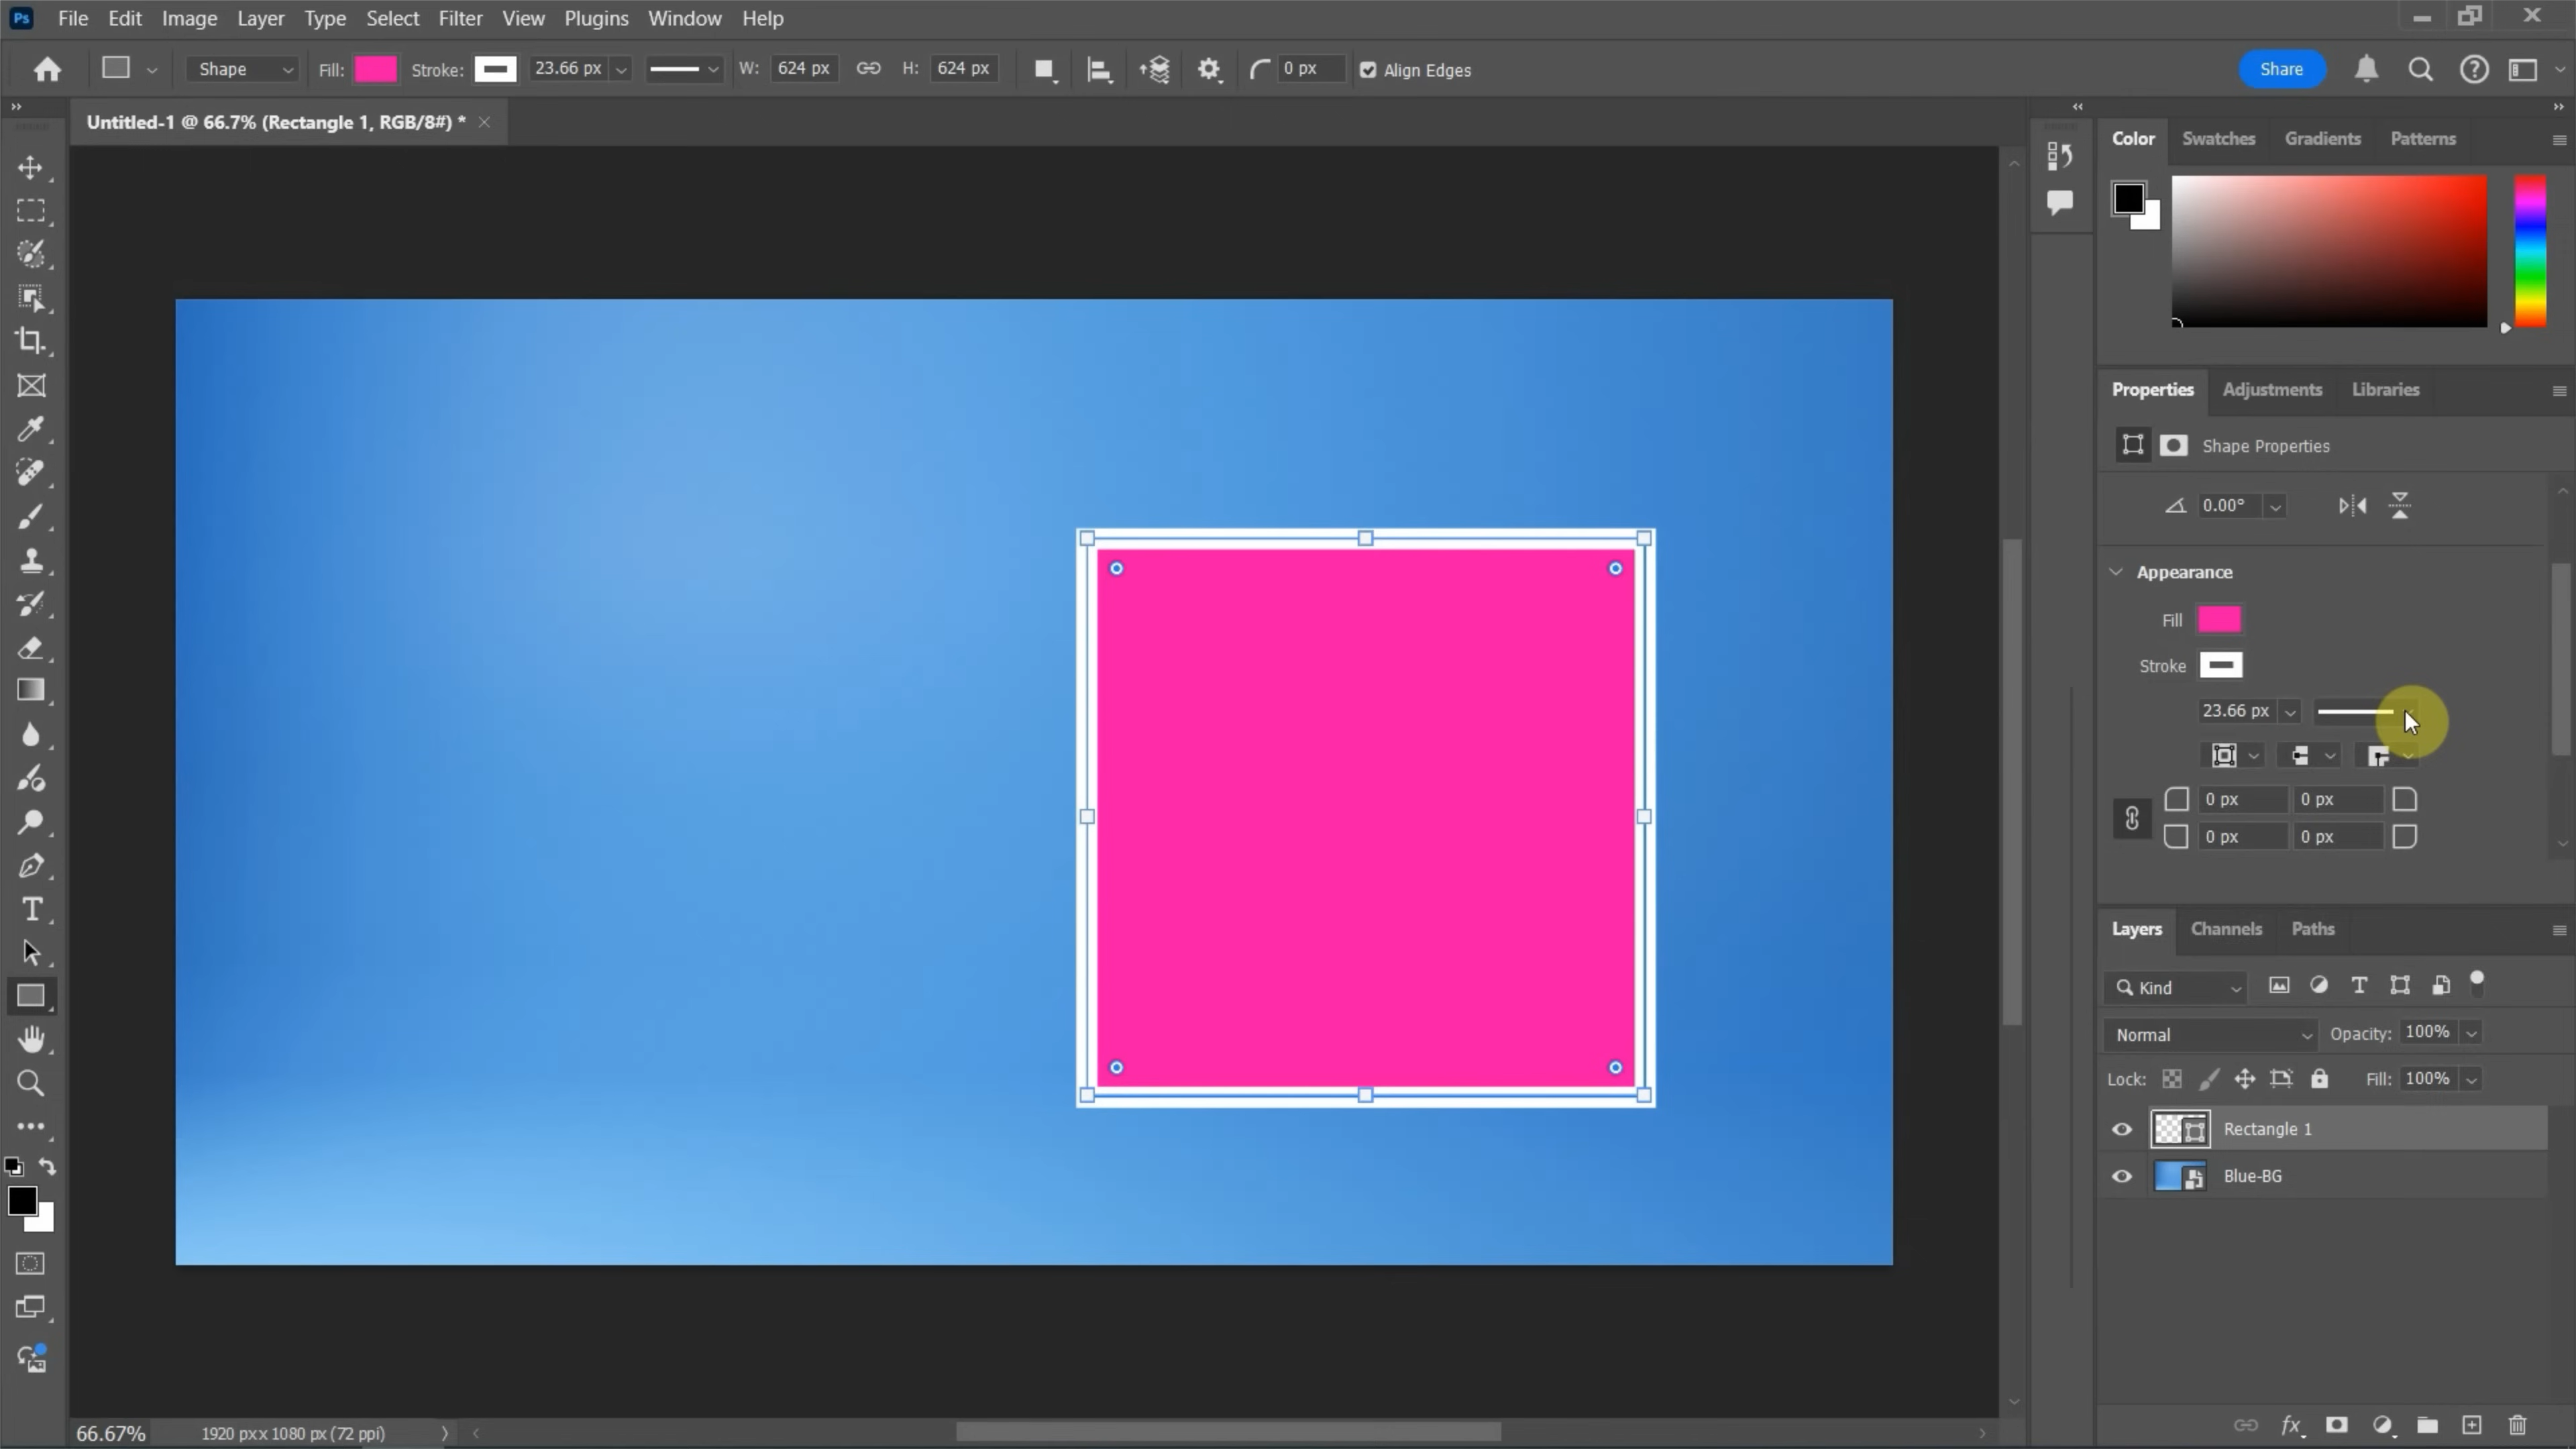 Ps File Edit Image Layer Type Select Filter View Plugins Window Help
Shape Fill: Stroke: 23.66 px W: 624 px H: 624 px 0 px Align Edges Share
Untitled-1 @ 66.7% (Rectangle 1, RGB/8#) *
Color Swatches Gradients Patterns
Properties Adjustments Libraries
Shape Properties
0.00°
Appearance
Fill
Stroke
23.66 px
0 px 0 px
0 px 0 px
Layers Channels Paths
Kind
Normal Opacity: 100%
Lock: Fill: 100%
Rectangle 1
Blue-BG
66.67% 1920 px x 1080 px (72 ppi)